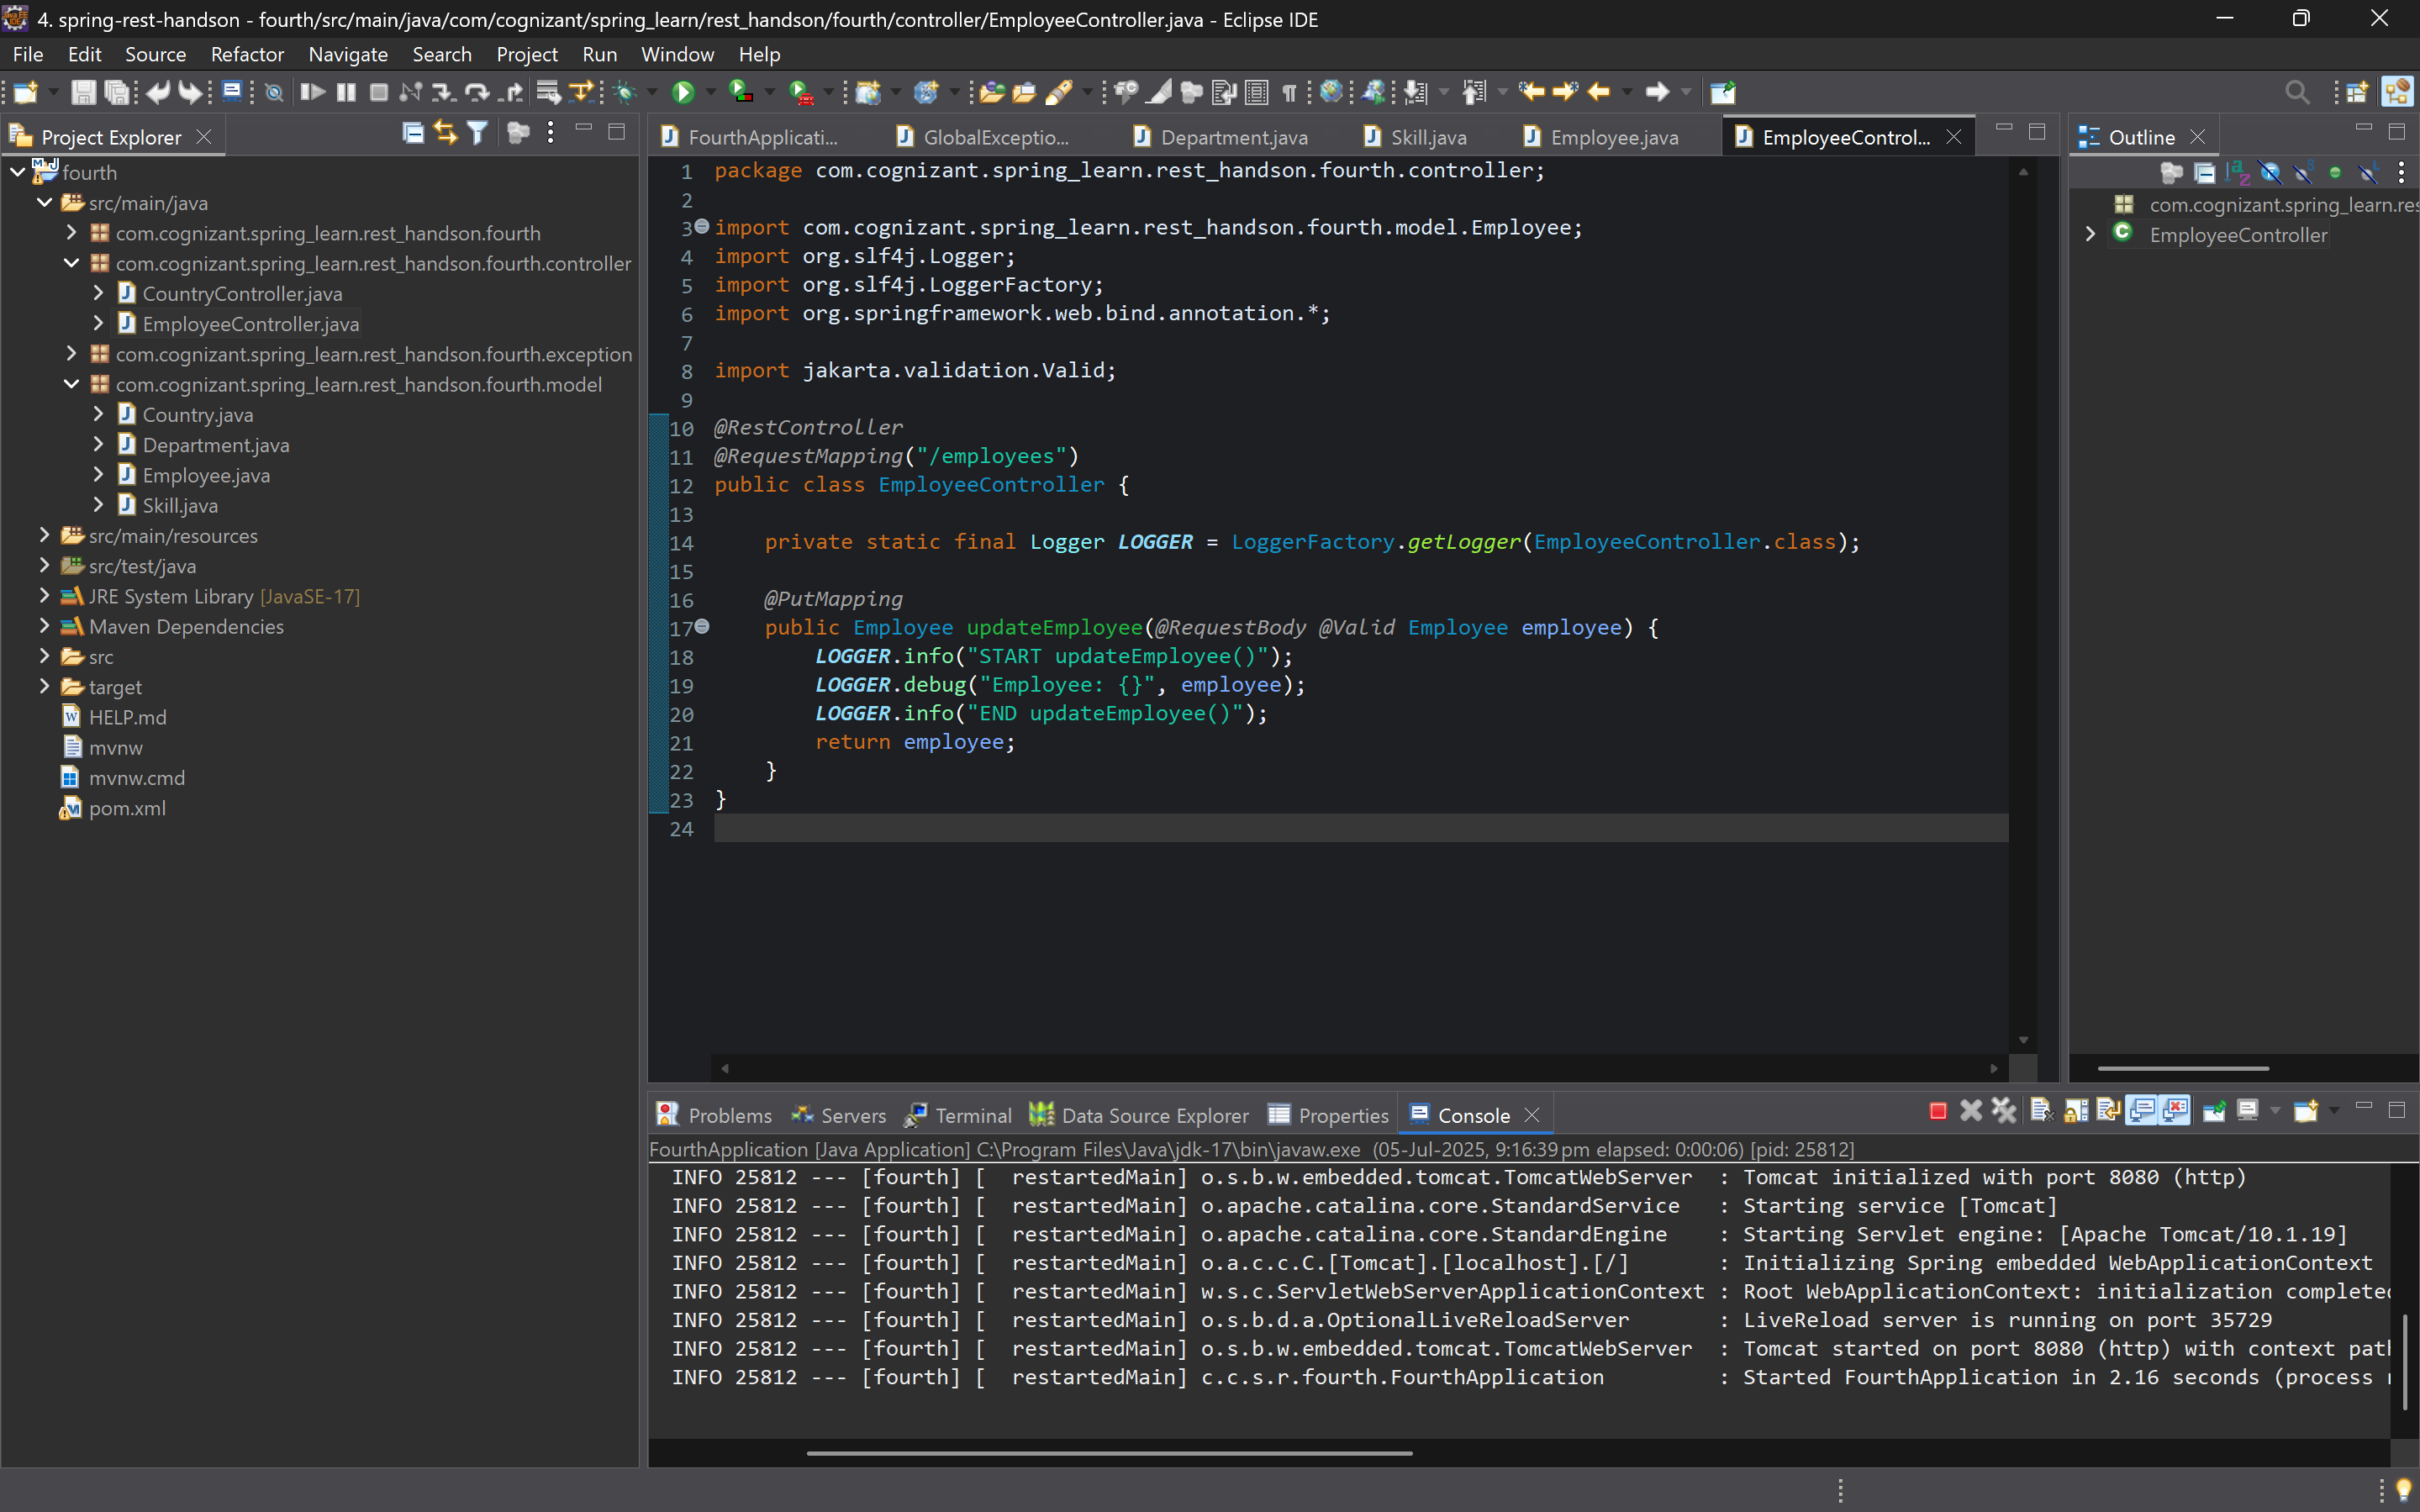 4. spring-rest-handson - fourth/src/main/java/com/cognizant/spring_learn/rest_handson/fourth/controller/EmployeeController.java - Eclipse IDE
File Edit Source Refactor Navigate Search Project Run Window Help
Project Explorer
fourth
src/main/java
com.cognizant.spring_learn.rest_handson.fourth
com.cognizant.spring_learn.rest_handson.fourth.controller
CountryController.java
EmployeeController.java
com.cognizant.spring_learn.rest_handson.fourth.exception
com.cognizant.spring_learn.rest_handson.fourth.model
Country.java
Department.java
Employee.java
Skill.java
src/main/resources
src/test/java
JRE System Library [JavaSE-17]
Maven Dependencies
src
target
HELP.md
mvnw
mvnw.cmd
pom.xml
FourthApplicati... GlobalExceptio... Department.java Skill.java Employee.java EmployeeControl...
1 package com.cognizant.spring_learn.rest_handson.fourth.controller;
2
3 import com.cognizant.spring_learn.rest_handson.fourth.model.Employee;
4 import org.slf4j.Logger;
5 import org.slf4j.LoggerFactory;
6 import org.springframework.web.bind.annotation.*;
7
8 import jakarta.validation.Valid;
9
10 @RestController
11 @RequestMapping("/employees")
12 public class EmployeeController {
13
14     private static final Logger LOGGER = LoggerFactory.getLogger(EmployeeController.class);
15
16     @PutMapping
17     public Employee updateEmployee(@RequestBody @Valid Employee employee) {
18         LOGGER.info("START updateEmployee()");
19         LOGGER.debug("Employee: {}", employee);
20         LOGGER.info("END updateEmployee()");
21         return employee;
22     }
23 }
24
Outline
com.cognizant.spring_learn.res
EmployeeController
Problems Servers Terminal Data Source Explorer Properties Console
FourthApplication [Java Application] C:\Program Files\Java\jdk-17\bin\javaw.exe (05-Jul-2025, 9:16:39 pm elapsed: 0:00:06) [pid: 25812]
INFO 25812 --- [fourth] [  restartedMain] o.s.b.w.embedded.tomcat.TomcatWebServer  : Tomcat initialized with port 8080 (http)
INFO 25812 --- [fourth] [  restartedMain] o.apache.catalina.core.StandardService   : Starting service [Tomcat]
INFO 25812 --- [fourth] [  restartedMain] o.apache.catalina.core.StandardEngine    : Starting Servlet engine: [Apache Tomcat/10.1.19]
INFO 25812 --- [fourth] [  restartedMain] o.a.c.c.C.[Tomcat].[localhost].[/]       : Initializing Spring embedded WebApplicationContext
INFO 25812 --- [fourth] [  restartedMain] w.s.c.ServletWebServerApplicationContext : Root WebApplicationContext: initialization complete
INFO 25812 --- [fourth] [  restartedMain] o.s.b.d.a.OptionalLiveReloadServer       : LiveReload server is running on port 35729
INFO 25812 --- [fourth] [  restartedMain] o.s.b.w.embedded.tomcat.TomcatWebServer  : Tomcat started on port 8080 (http) with context pat
INFO 25812 --- [fourth] [  restartedMain] c.c.s.r.fourth.FourthApplication         : Started FourthApplication in 2.16 seconds (process